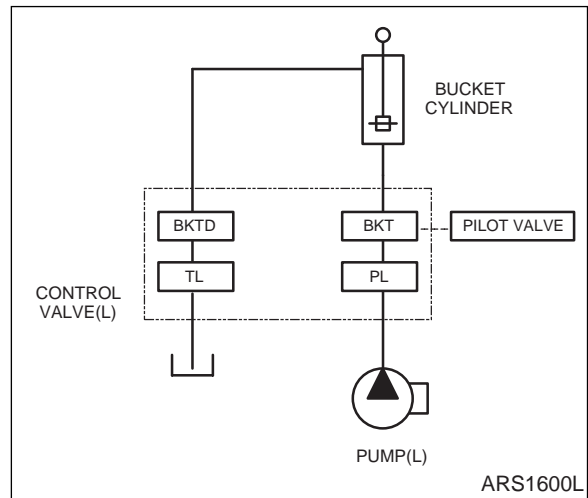 BUCKET
CYLINDER
BKTD
BKT
PILOT VALVE
TL
PL
CONTROL
VALVE(L)
PUMP(L)
ARS1600L